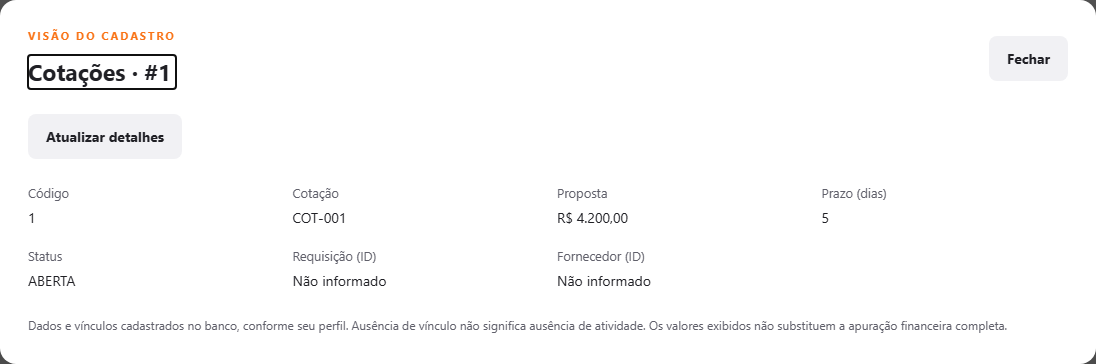 VISÃO DO CADASTRO
Cotações · #1
Fechar
Atualizar detalhes
Código Cotação Proposta Prazo (dias)
1 COT-001 R$ 4.200,00 5
Status Requisição (ID) Fornecedor (ID)
ABERTA Não informado Não informado
Dados e vínculos cadastrados no banco, conforme seu perfil. Ausência de vínculo não significa ausência de atividade. Os valores exibidos não substituem a apuração financeira completa.